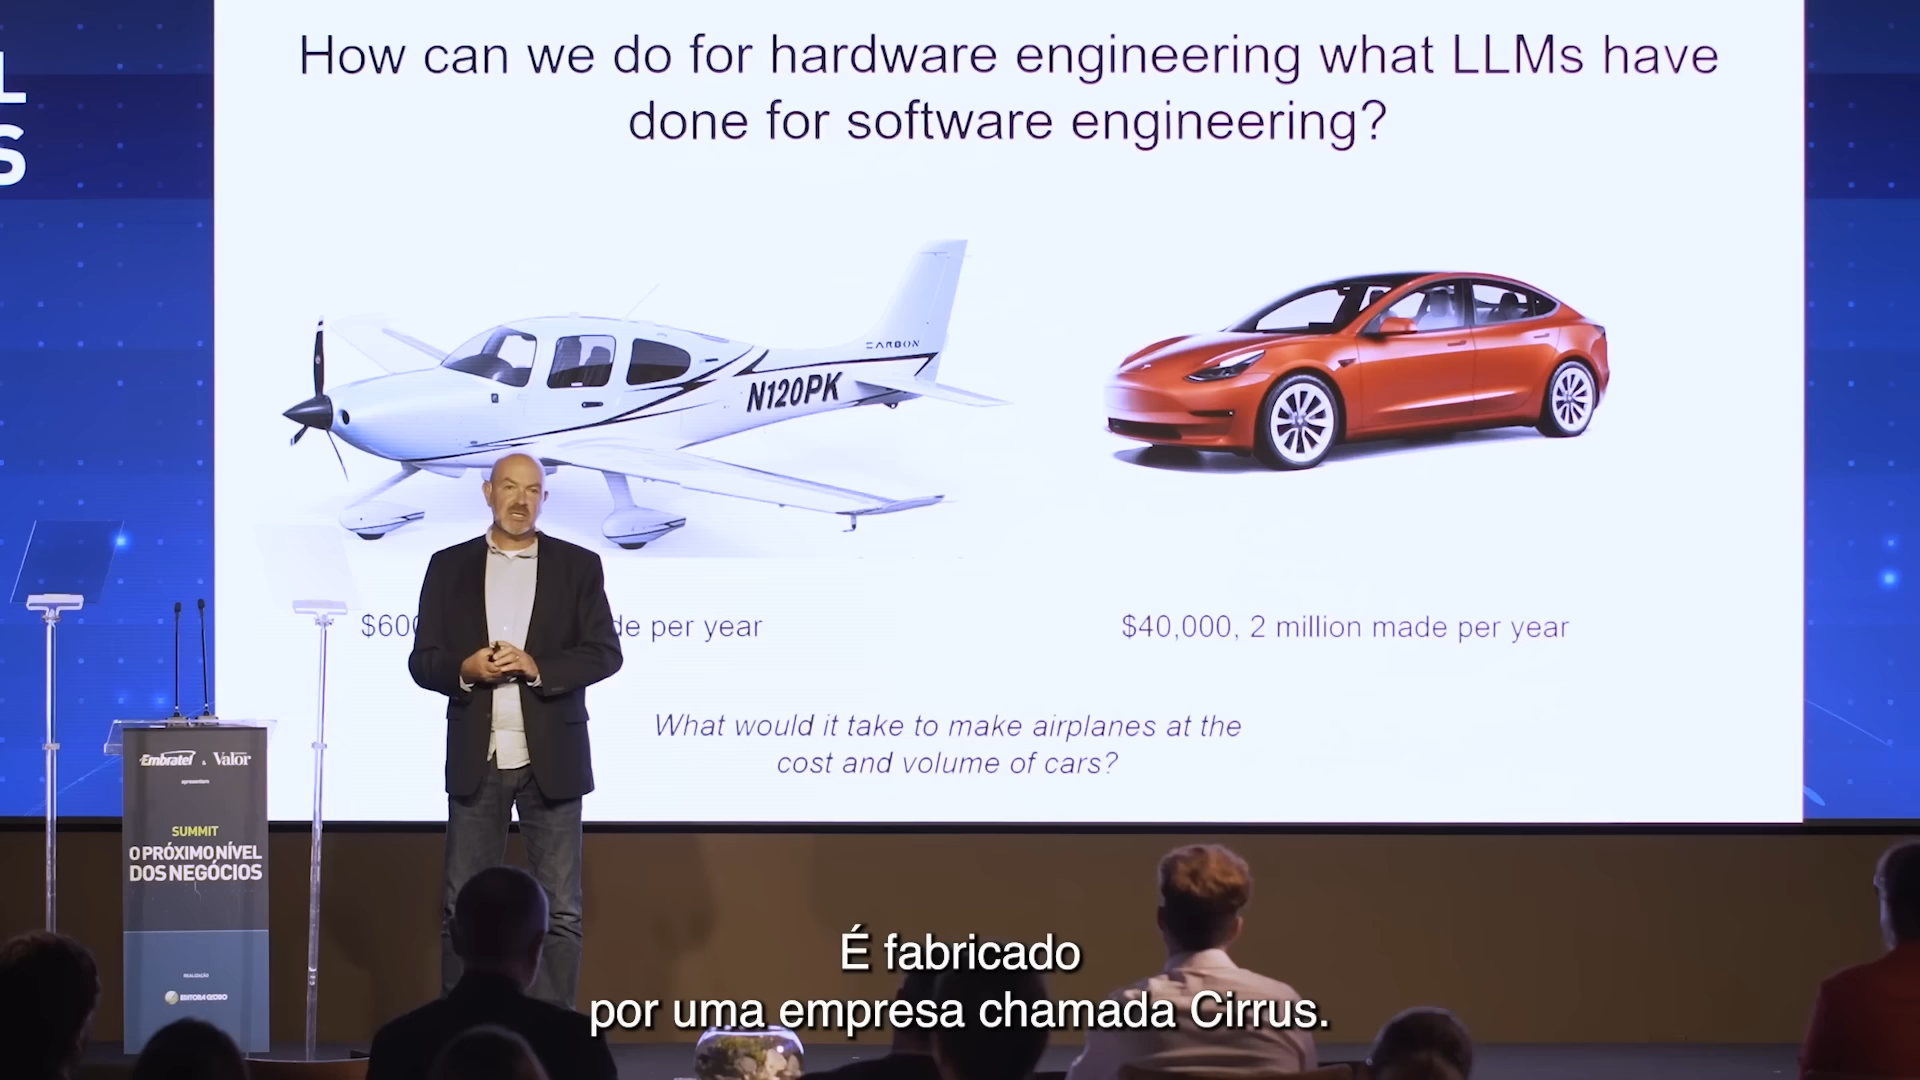 L
S
How can we do for hardware engineering what LLMs have
done for software engineering?
CARBON
N120PK
$600
de per year
$40,000, 2 million made per year
What would it take to make airplanes at the
cost and volume of cars?
Embratel & Valor
apresentam
SUMMIT
O PRÓXIMO NÍVEL
DOS NEGÓCIOS
REALIZAÇÃO
EDITORA GLOBO
É fabricado
por uma empresa chamada Cirrus.